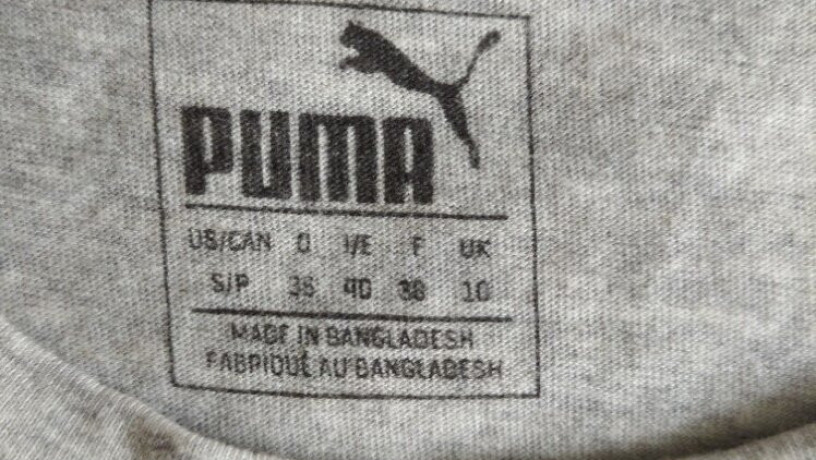 PUMA
US/CAN D I/E F UK
S/P 36 40 38 10
MADE IN BANGLADESH
FABRIQUÉ AU BANGLADESH